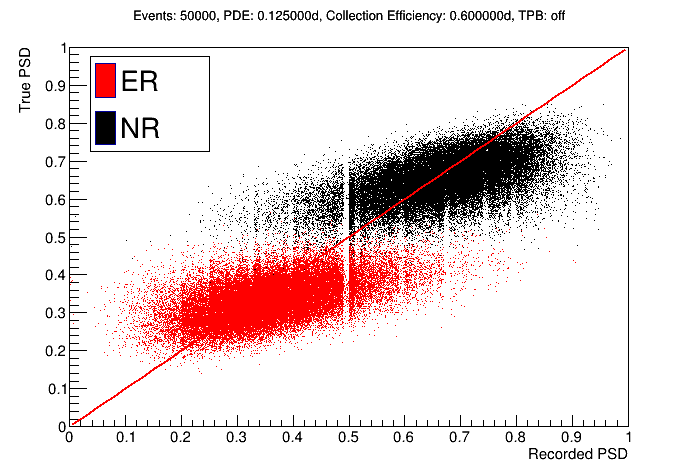 Events: 50000, PDE: 0.125000d, Collection Efficiency: 0.600000d, TPB: off
True PSD
ER
NR
1
0.9
0.8
0.7
0.6
0.5
0.4
0.3
0.2
0.1
0
0 0.1 0.2 0.3 0.4 0.5 0.6 0.7 0.8 0.9 1
Recorded PSD